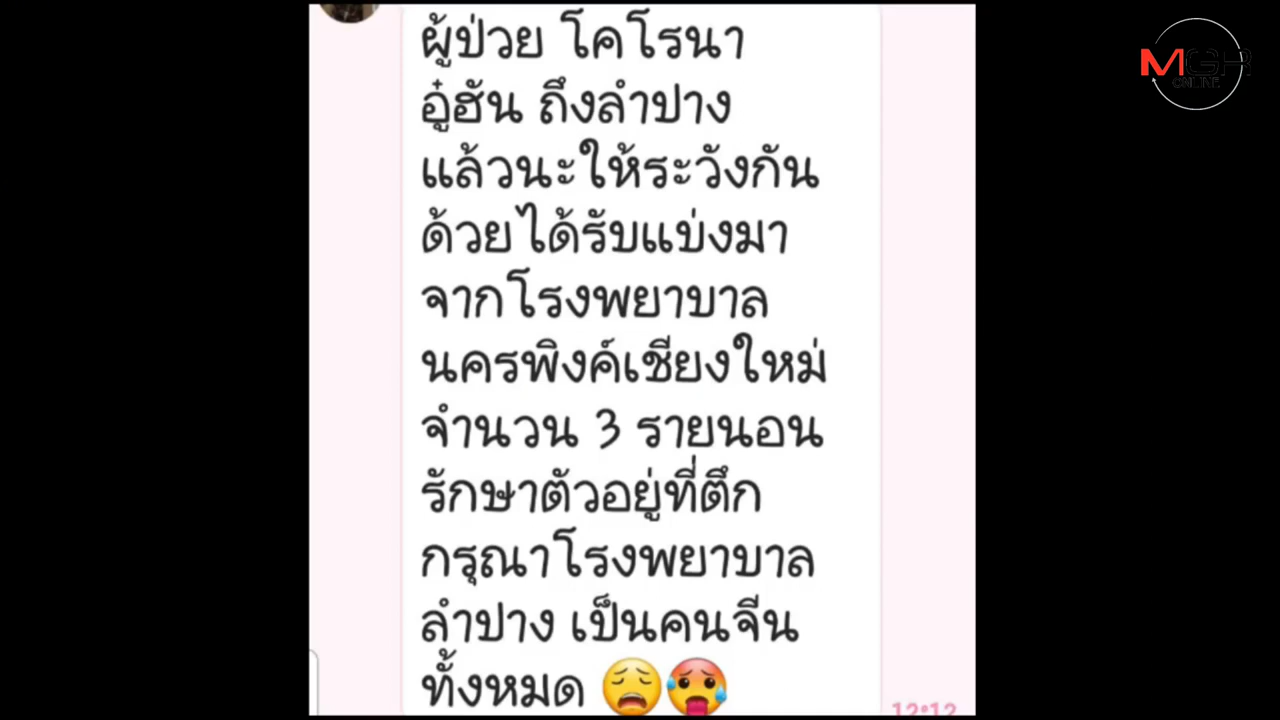 ผู้ป่วย โคโรนา
อู๋ฮัน ถึงลำปาง
แล้วนะให้ระวังกัน
ด้วยได้รับแบ่งมา
จากโรงพยาบาล
นครพิงค์เชียงใหม่
จำนวน 3 รายนอน
รักษาตัวอยู่ที่ตึก
กรุณาโรงพยาบาล
ลำปาง เป็นคนจีน
ทั้งหมด 😩🥵
12:12
MGR
ONLINE